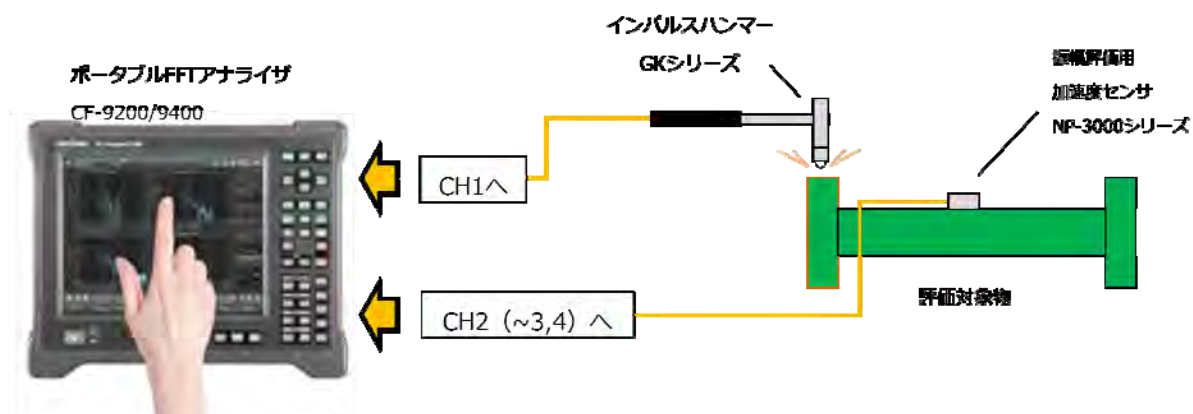 インパルスハンマー
GKシリーズ
ポータブルFFTアナライザ
CF-9200/9400
振幅評価用
加速度センサ
NP-3000シリーズ
CH1へ
CH2（~3,4）へ
評価対象物